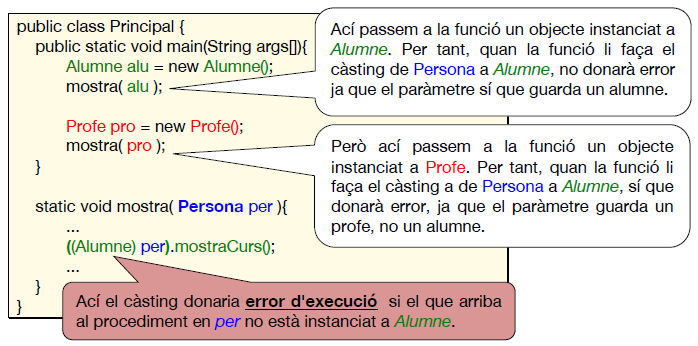 public class Principal {
public static void main(String args[]){
Alumne alu = new Alumne();
mostra( alu );
Profe pro = new Profe();
mostra( pro );
}
static void mostra( Persona per ){
...
((Alumne) per).mostraCurs();
...
}
}
Ací passem a la funció un objecte instanciat a
Alumne. Per tant, quan la funció li faça el
càsting de Persona a Alumne, no donarà error
ja que el paràmetre sí que guarda un alumne.
Però ací passem a la funció un objecte
instanciat a Profe. Per tant, quan la funció li
faça el càsting a de Persona a Alumne, sí que
donarà error, ja que el paràmetre guarda un
profe, no un alumne.
Ací el càsting donaria error d'execució si el que arriba
al procediment en per no està instanciat a Alumne.